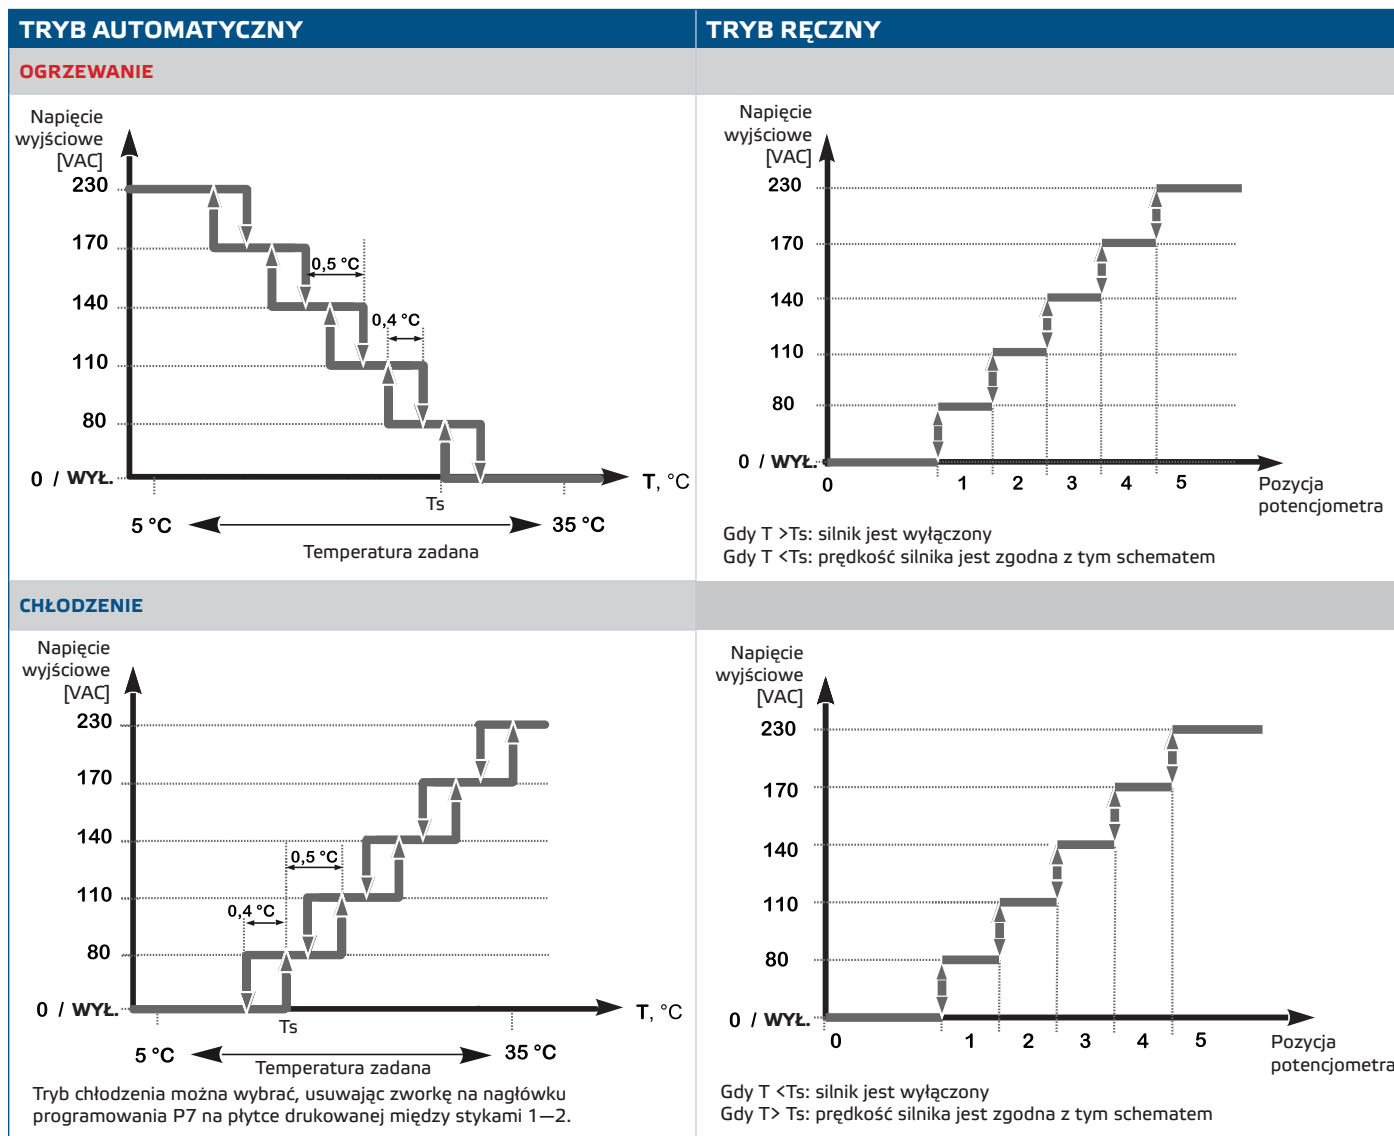 TRYB AUTOMATYCZNY
TRYB RĘCZNY
OGRZEWANIE
Napięcie
wyjściowe
[VAC]
230
170
140
110
80
0 / WYŁ.
0,5 °C
0,4 °C
T, °C
Ts
5 °C
35 °C
Temperatura zadana
Napięcie
wyjściowe
[VAC]
230
170
140
110
80
0 / WYŁ.
0
1
2
3
4
5
Pozycja
potencjometra
Gdy T >Ts: silnik jest wyłączony
Gdy T <Ts: prędkość silnika jest zgodna z tym schematem
CHŁODZENIE
Napięcie
wyjściowe
[VAC]
230
170
140
110
80
0 / WYŁ.
0,5 °C
0,4 °C
T, °C
Ts
5 °C
35 °C
Temperatura zadana
Tryb chłodzenia można wybrać, usuwając zworkę na nagłówku
programowania P7 na płytce drukowanej między stykami 1—2.
Napięcie
wyjściowe
[VAC]
230
170
140
110
80
0 / WYŁ.
0
1
2
3
4
5
Pozycja
potencjometra
Gdy T <Ts: silnik jest wyłączony
Gdy T> Ts: prędkość silnika jest zgodna z tym schematem